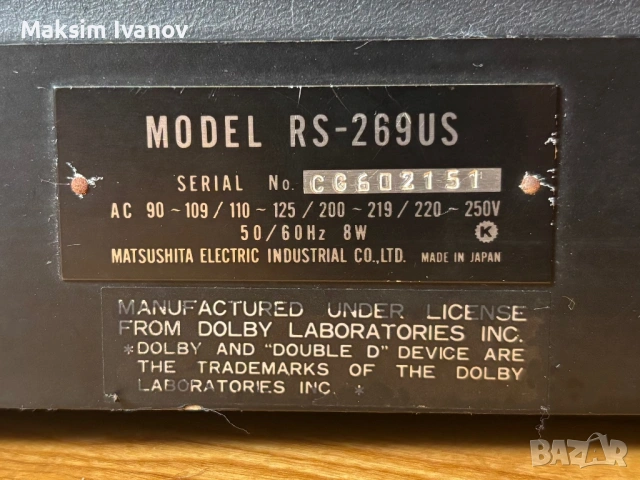 Maksim Ivanov
MODEL RS-269US
SERIAL No. CG602151
AC 90~109/110~125/200~219/220~250V
50/60Hz 8W K
MATSUSHITA ELECTRIC INDUSTRIAL CO.,LTD. MADE IN JAPAN
MANUFACTURED UNDER LICENSE
FROM DOLBY LABORATORIES INC.
*DOLBY AND "DOUBLE D" DEVICE ARE
THE TRADEMARKS OF THE DOLBY
LABORATORIES INC. *
BAZAR
bg